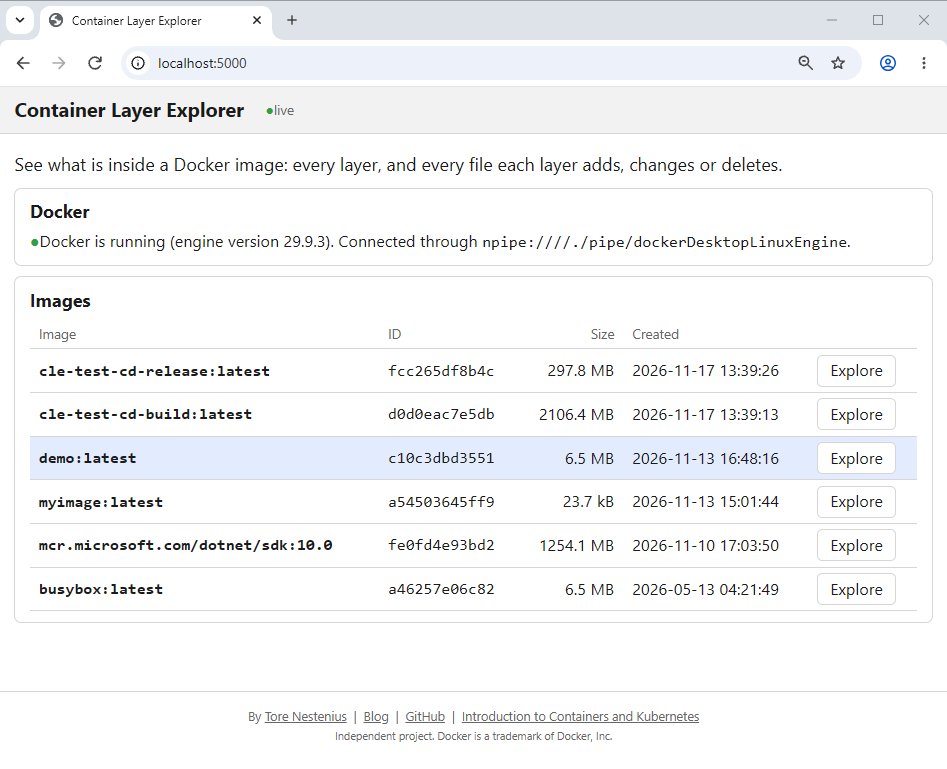 Container Layer Explorer
localhost:5000
Container Layer Explorer live
See what is inside a Docker image: every layer, and every file each layer adds, changes or deletes.
Docker
Docker is running (engine version 29.9.3). Connected through npipe:////./pipe/dockerDesktopLinuxEngine.
Images
Image ID Size Created
cle-test-cd-release:latest fcc265df8b4c 297.8 MB 2026-11-17 13:39:26 Explore
cle-test-cd-build:latest d0d0eac7e5db 2106.4 MB 2026-11-17 13:39:13 Explore
demo:latest c10c3dbd3551 6.5 MB 2026-11-13 16:48:16 Explore
myimage:latest a54503645ff9 23.7 kB 2026-11-13 15:01:44 Explore
mcr.microsoft.com/dotnet/sdk:10.0 fe0fd4e93bd2 1254.1 MB 2026-11-10 17:03:50 Explore
busybox:latest a46257e06c82 6.5 MB 2026-05-13 04:21:49 Explore
By Tore Nestenius | Blog | GitHub | Introduction to Containers and Kubernetes
Independent project. Docker is a trademark of Docker, Inc.